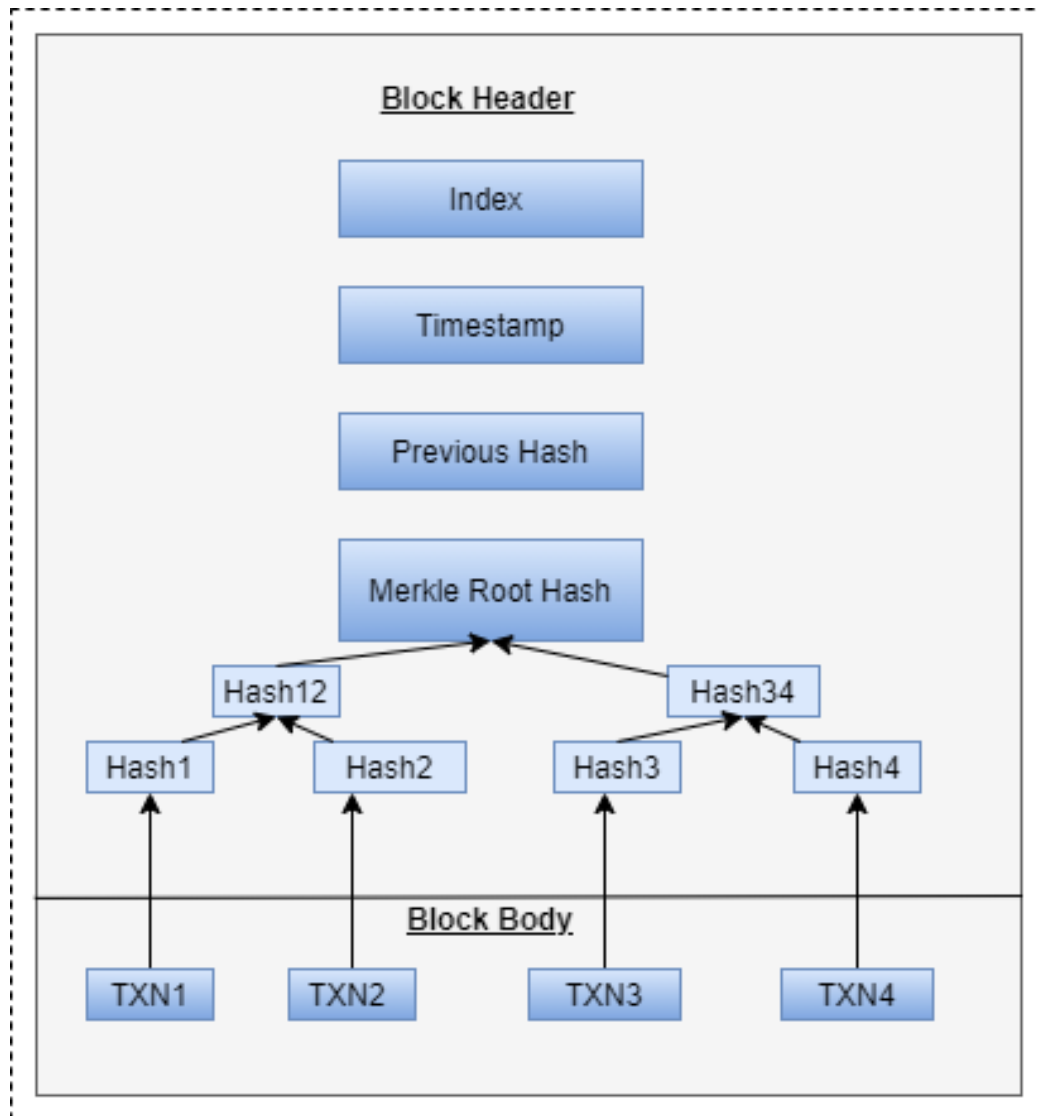 Block Header
Index
Timestamp
Previous Hash
Merkle Root Hash
Hash12
Hash34
Hash1
Hash2
Hash3
Hash4
Block Body
TXN1
TXN2
TXN3
TXN4